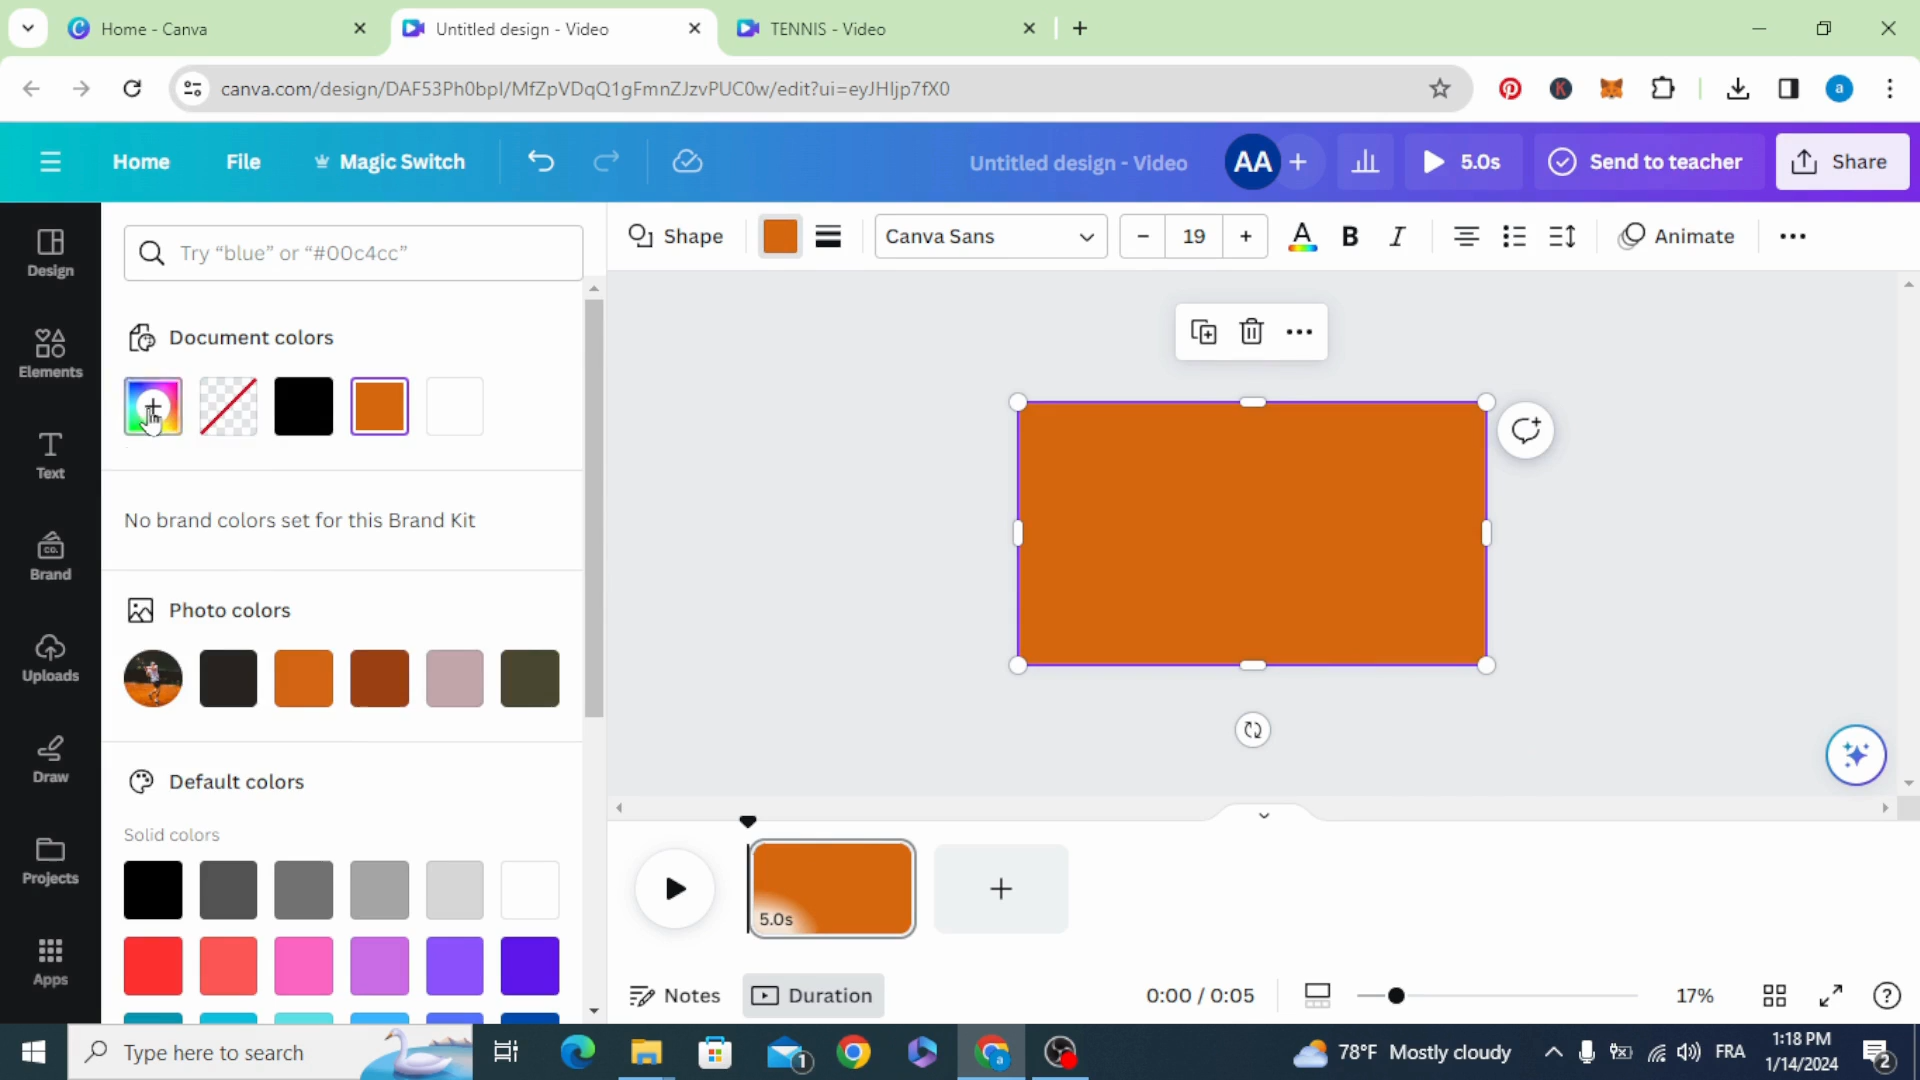 Home - Canva
Untitled design - Video
TENNIS - Video
canva.com/design/DAF53Ph0bpI/MfZpVDqQ1gFmnZJzvPUC0w/edit?ui=eyJHIjp7fX0
K
a
Home
File
Magic Switch
Untitled design - Video
AA
5.0s
Send to teacher
Share
Try “blue” or “#00c4cc”
Shape
Canva Sans
19
A
B
I
Animate
Design
Elements
Text
Brand
Uploads
Draw
Projects
Apps
Document colors
No brand colors set for this Brand Kit
Photo colors
Default colors
Solid colors
5.0s
Notes
Duration
0:00 / 0:05
17%
Type here to search
1
a
78°F Mostly cloudy
FRA
1:18 PM
1/14/2024
2